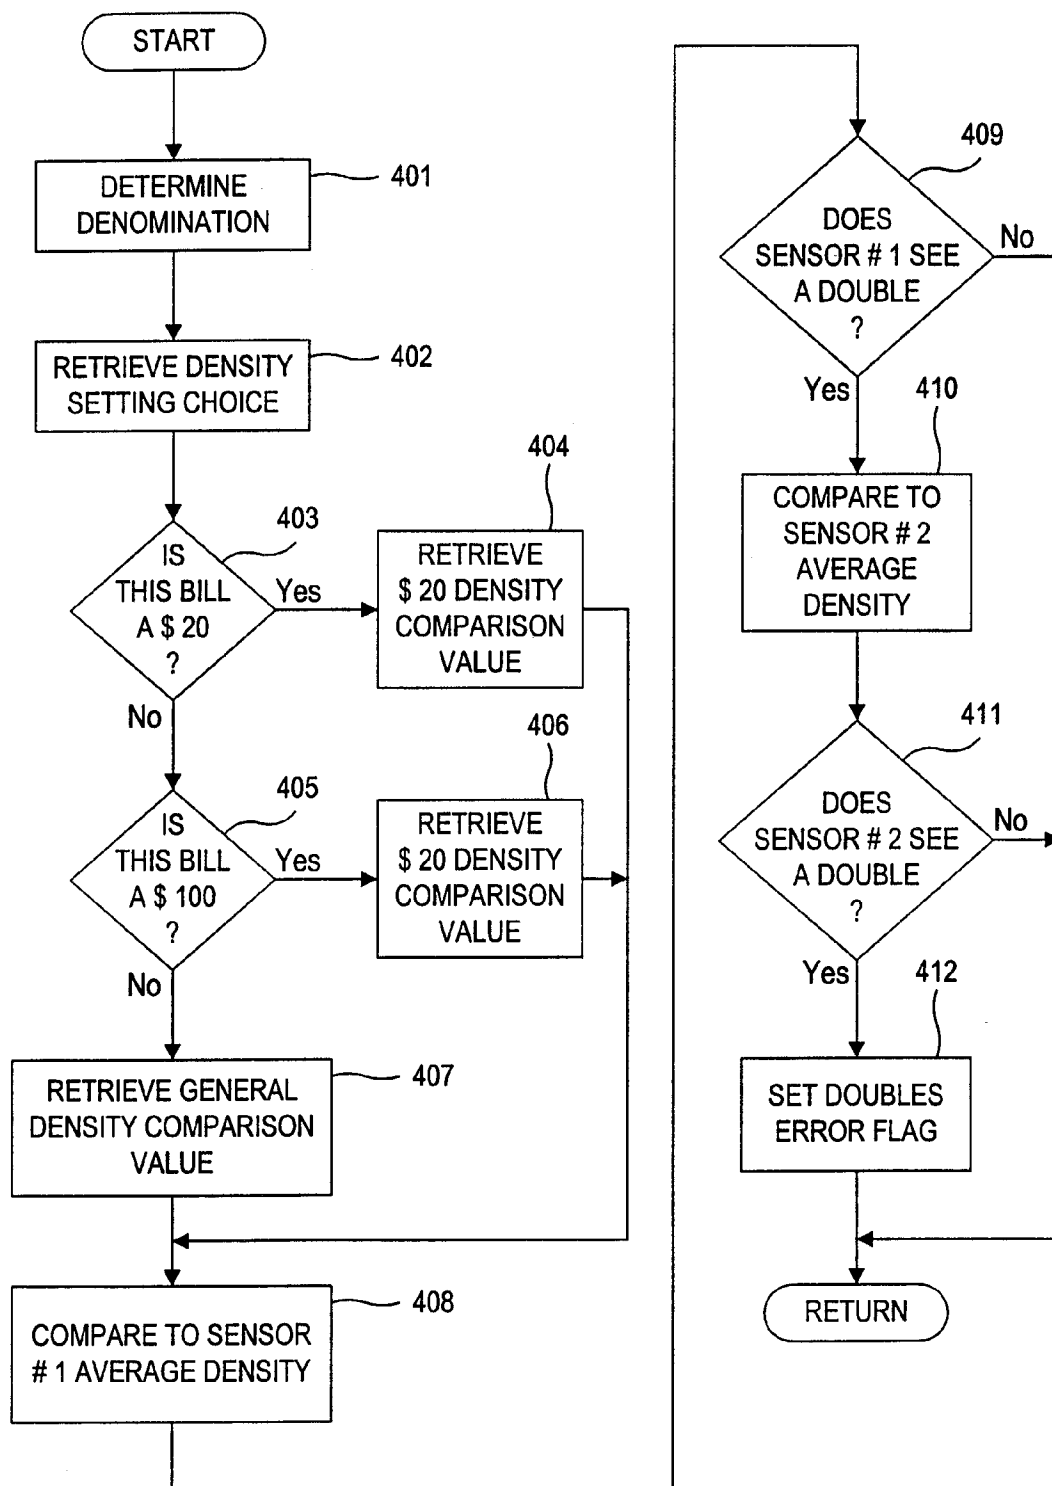 START
DETERMINE
DENOMINATION
401
RETRIEVE DENSITY
SETTING CHOICE
402
IS
THIS BILL
A $ 20
?
403
Yes
No
RETRIEVE
$ 20 DENSITY
COMPARISON
VALUE
404
IS
THIS BILL
A $ 100
?
405
Yes
No
RETRIEVE
$ 20 DENSITY
COMPARISON
VALUE
406
RETRIEVE GENERAL
DENSITY COMPARISON
VALUE
407
COMPARE TO SENSOR
# 1 AVERAGE DENSITY
408
DOES
SENSOR # 1 SEE
A DOUBLE
?
409
No
Yes
COMPARE TO
SENSOR # 2
AVERAGE
DENSITY
410
DOES
SENSOR # 2 SEE
A DOUBLE
?
411
No
Yes
SET DOUBLES
ERROR FLAG
412
RETURN